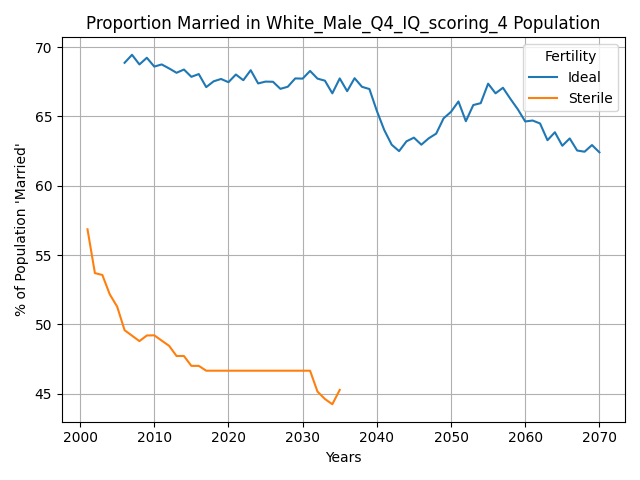 Proportion Married in White_Male_Q4_IQ_scoring_4 Population
% of Population 'Married'
70
65
60
55
50
45
Fertility
Ideal
Sterile
2000 2010 2020 2030 2040 2050 2060 2070
Years